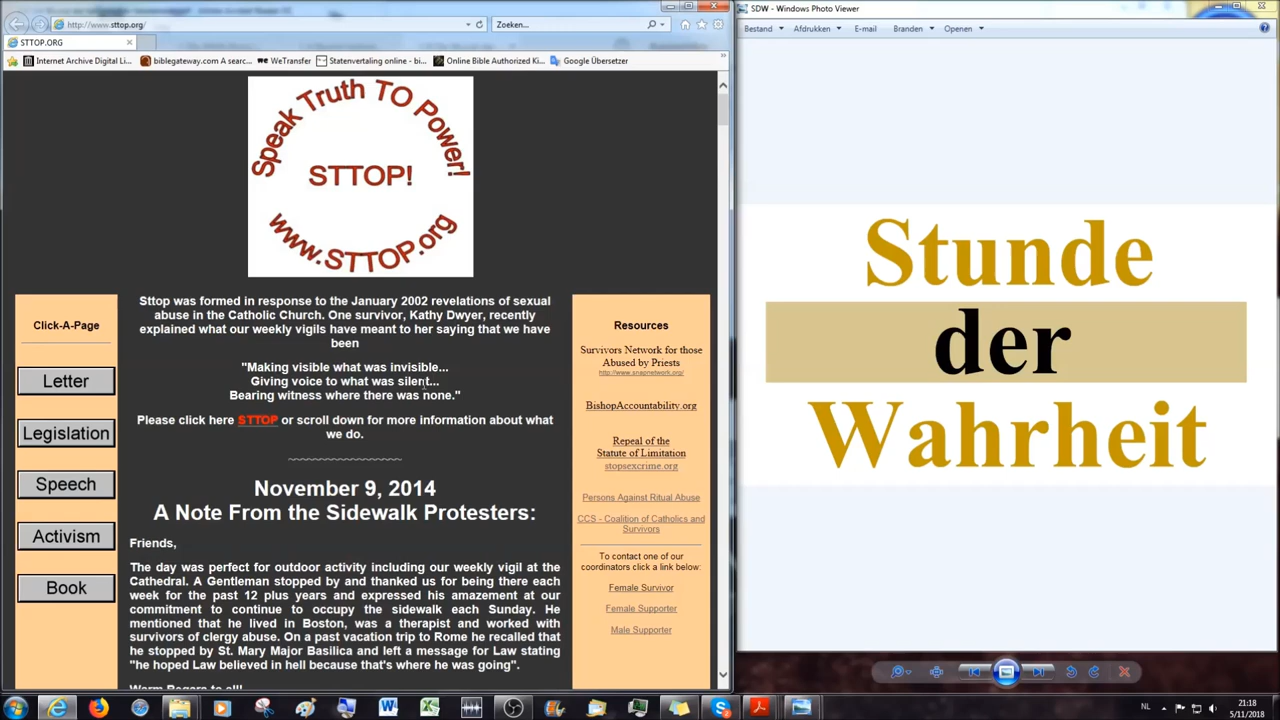 http://www.sttop.org/
Zoeken...
STTOP.ORG
Internet Archive Digital Li...
biblegateway.com A searc...
WeTransfer
Statenvertaling online - bi...
Online Bible Authorized Ki...
Google Übersetzer
Speak Truth TO Power!
STTOP!
www.STTOP.org
Click-A-Page
Letter
Legislation
Speech
Activism
Book
Sttop was formed in response to the January 2002 revelations of sexual
abuse in the Catholic Church. One survivor, Kathy Dwyer, recently
explained what our weekly vigils have meant to her saying that we have
been
"Making visible what was invisible...
Giving voice to what was silent...
Bearing witness where there was none."
Please click here STTOP or scroll down for more information about what
we do.
~~~~~~~~~~~~~~~~~~~
November 9, 2014
A Note From the Sidewalk Protesters:
Friends,
The day was perfect for outdoor activity including our weekly vigil at the
Cathedral. A Gentleman stopped by and thanked us for being there each
week for the past 12 plus years and expressed his amazement at our
commitment to continue to occupy the sidewalk each Sunday. He
mentioned that he lived in Boston, was a therapist and worked with
survivors of clergy abuse. On a past vacation trip to Rome he recalled that
he stopped by St. Mary Major Basilica and left a message for Law stating
"he hoped Law believed in hell because that's where he was going".
Warm Regars to all!
Resources
Survivors Network for those
Abused by Priests
http://www.snapnetwork.org/
BishopAccountability.org
Repeal of the
Statute of Limitation
stopsexcrime.org
Persons Against Ritual Abuse
CCS - Coalition of Catholics and
Survivors
To contact one of our
coordinators click a link below:
Female Survivor
Female Supporter
Male Supporter
SDW - Windows Photo Viewer
Bestand
Afdrukken
E-mail
Branden
Openen
Stunde
der
Wahrheit
NL
21:18
5/11/2018